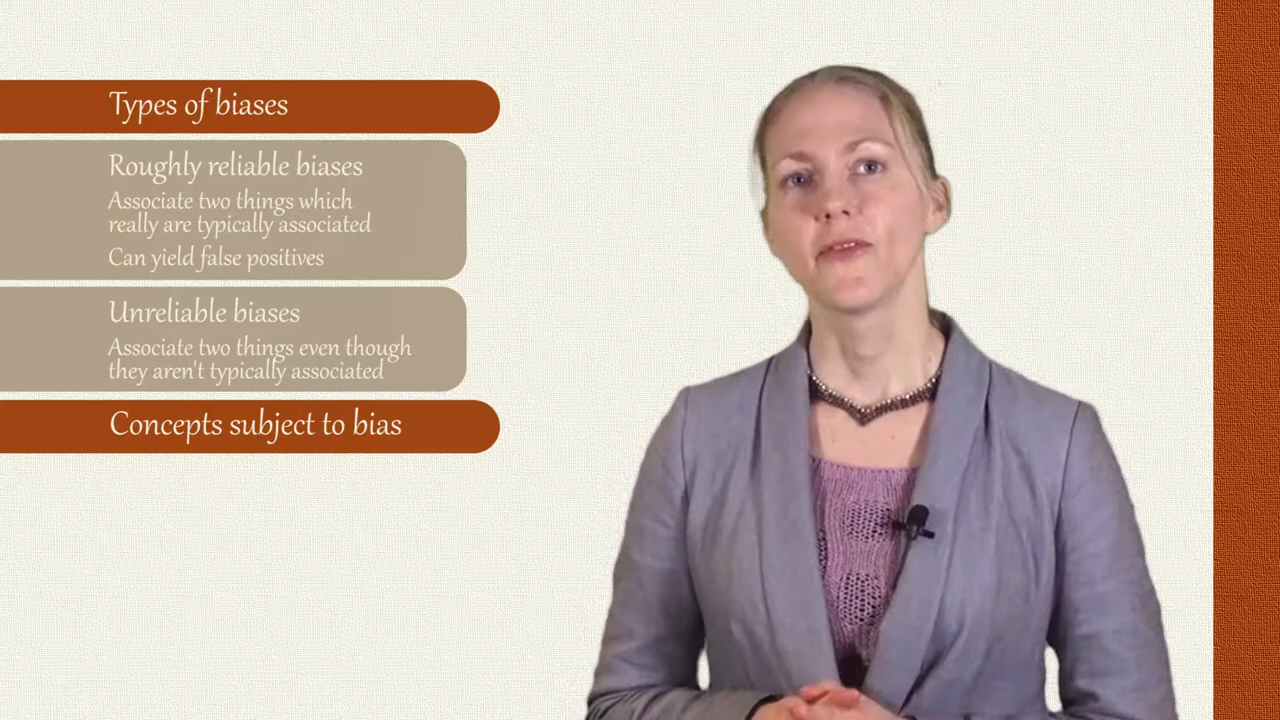 Types of biases
Roughly reliable biases
Associate two things which
really are typically associated
Can yield false positives
Unreliable biases
Associate two things even though
they aren't typically associated
Concepts subject to bias